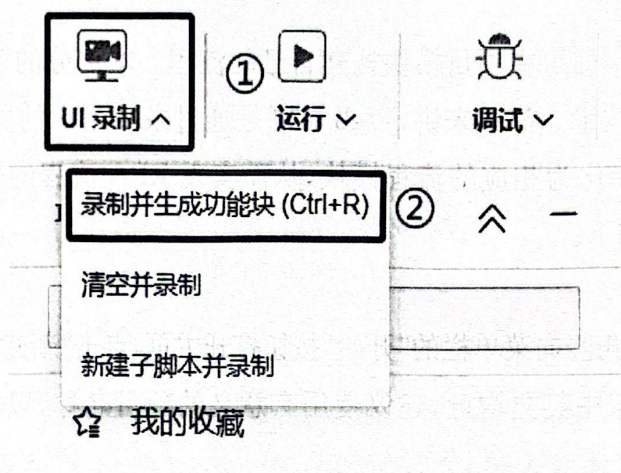 UI 录制
①
运行
调试
录制并生成功能块 (Ctrl+R)
②
清空并录制
新建子脚本并录制
我的收藏